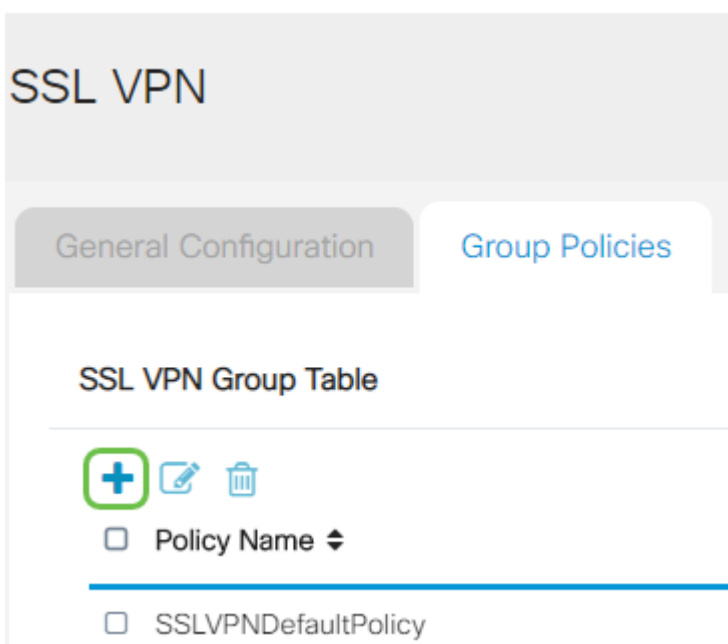 SSL VPN
General Configuration
Group Policies
SSL VPN Group Table
Policy Name
SSLVPNDefaultPolicy